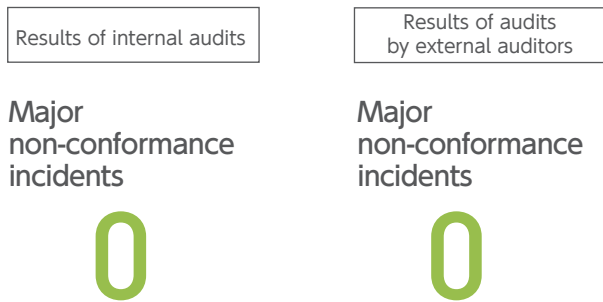 Results of internal audits
Major
non-conformance
incidents
0
Results of audits
by external auditors
Major
non-conformance
incidents
0